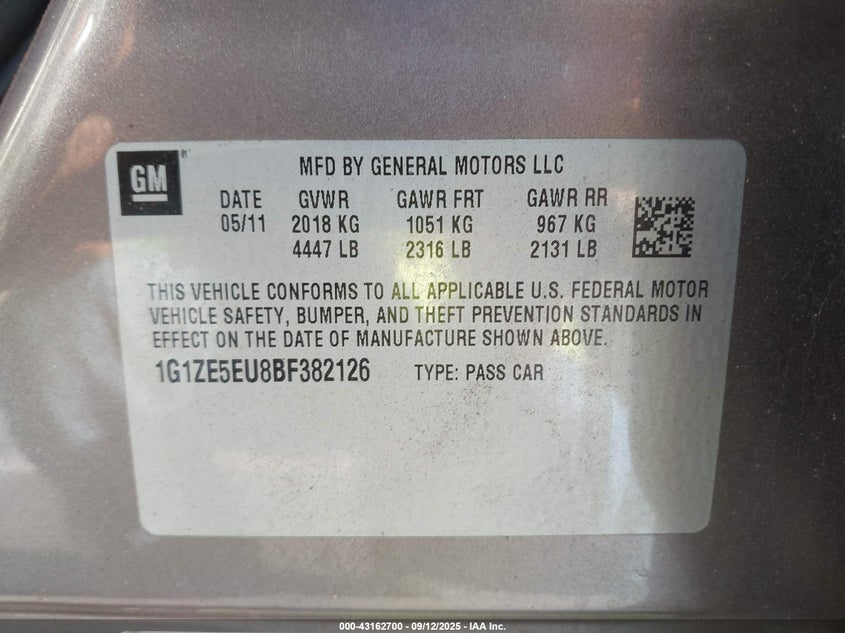 GM®
MFD BY GENERAL MOTORS LLC
DATE GVWR GAWR FRT GAWR RR
05/11 2018 KG 1051 KG 967 KG
4447 LB 2316 LB 2131 LB
THIS VEHICLE CONFORMS TO ALL APPLICABLE U.S. FEDERAL MOTOR
VEHICLE SAFETY, BUMPER, AND THEFT PREVENTION STANDARDS IN
EFFECT ON THE DATE OF MANUFACTURE SHOWN ABOVE.
1G1ZE5EU8BF382126 TYPE: PASS CAR
000-43162700 - 09/12/2025 - IAA Inc.